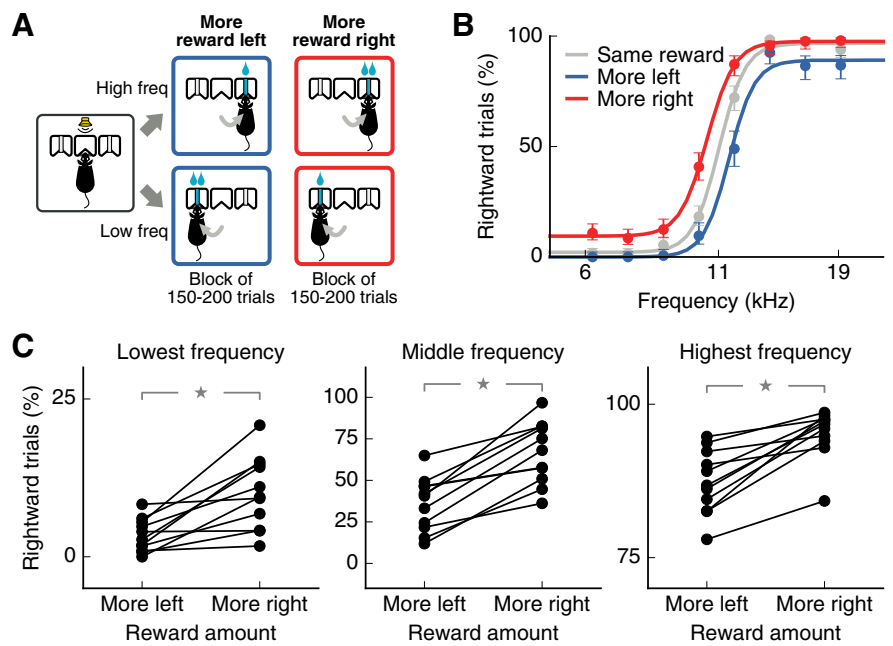 A
More
reward left
More
reward right
High freq
Low freq
Block of
150-200 trials
Block of
150-200 trials
B
Rightward trials (%)
100
50
0
Same reward
More left
More right
6
11
19
Frequency (kHz)
C
Rightward trials (%)
Lowest frequency
25
0
More left
More right
Reward amount
Middle frequency
100
75
50
25
0
More left
More right
Reward amount
Highest frequency
100
75
More left
More right
Reward amount